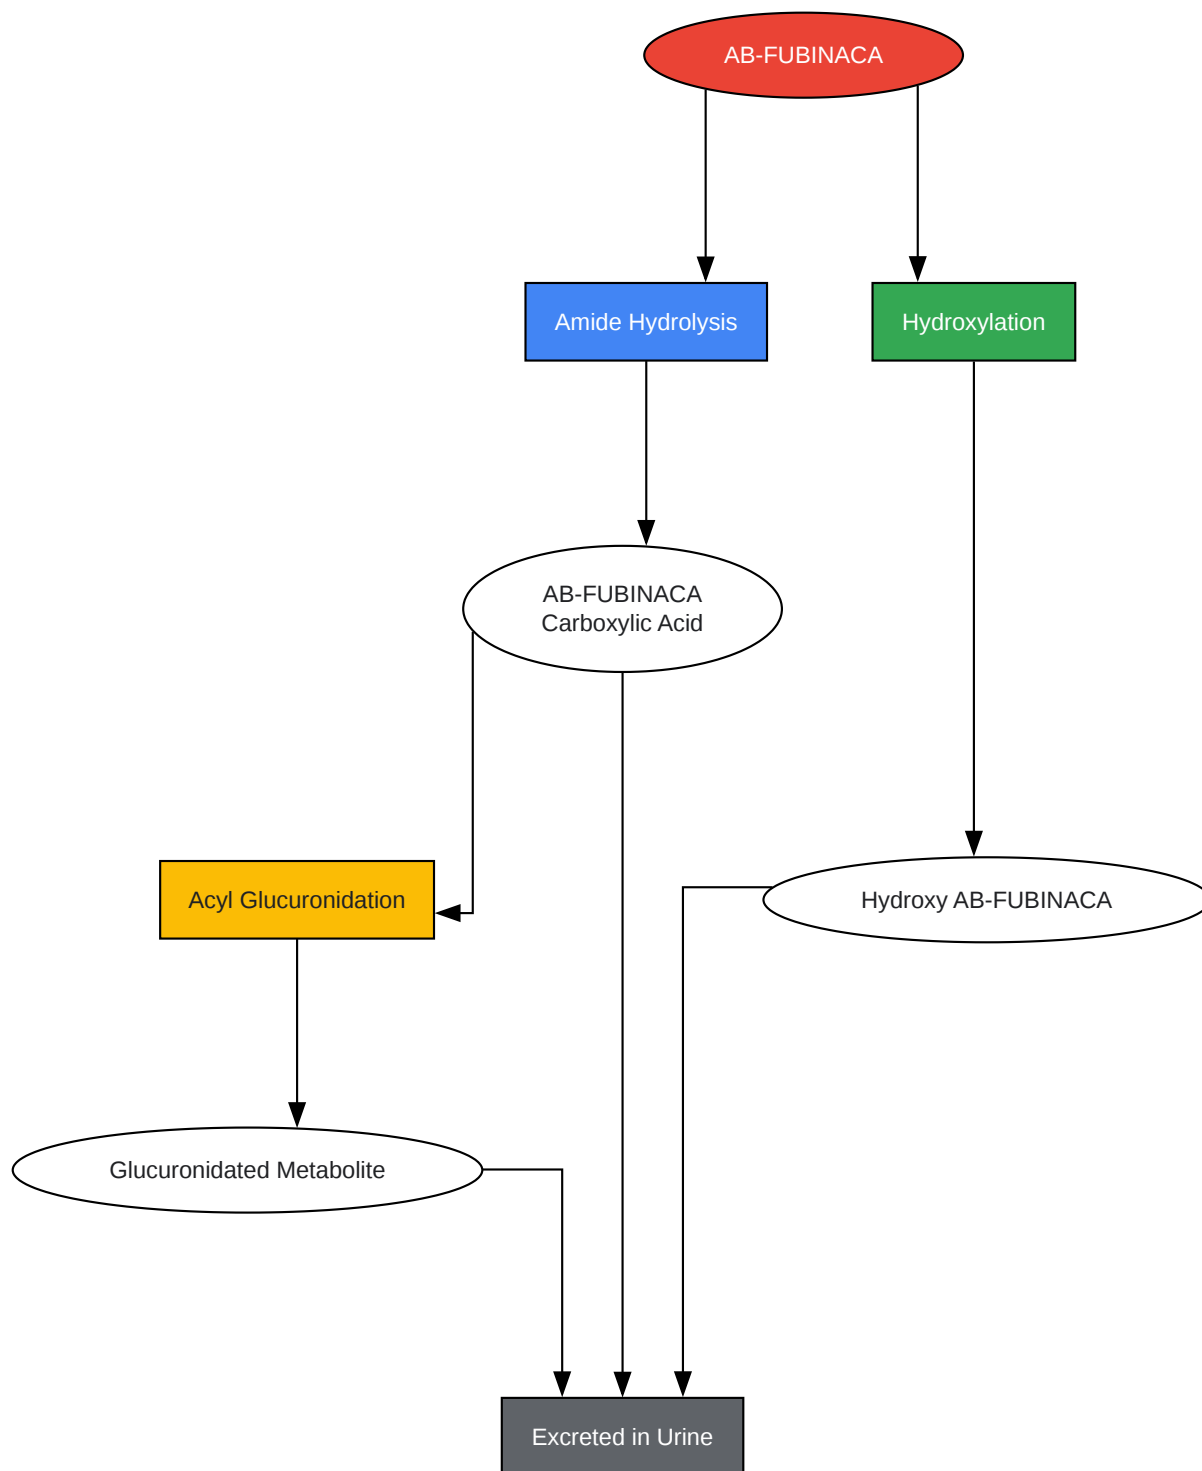 AB-FUBINACA
Amide Hydrolysis
Hydroxylation
AB-FUBINACA
Carboxylic Acid
Acyl Glucuronidation
Hydroxy AB-FUBINACA
Glucuronidated Metabolite
Excreted in Urine